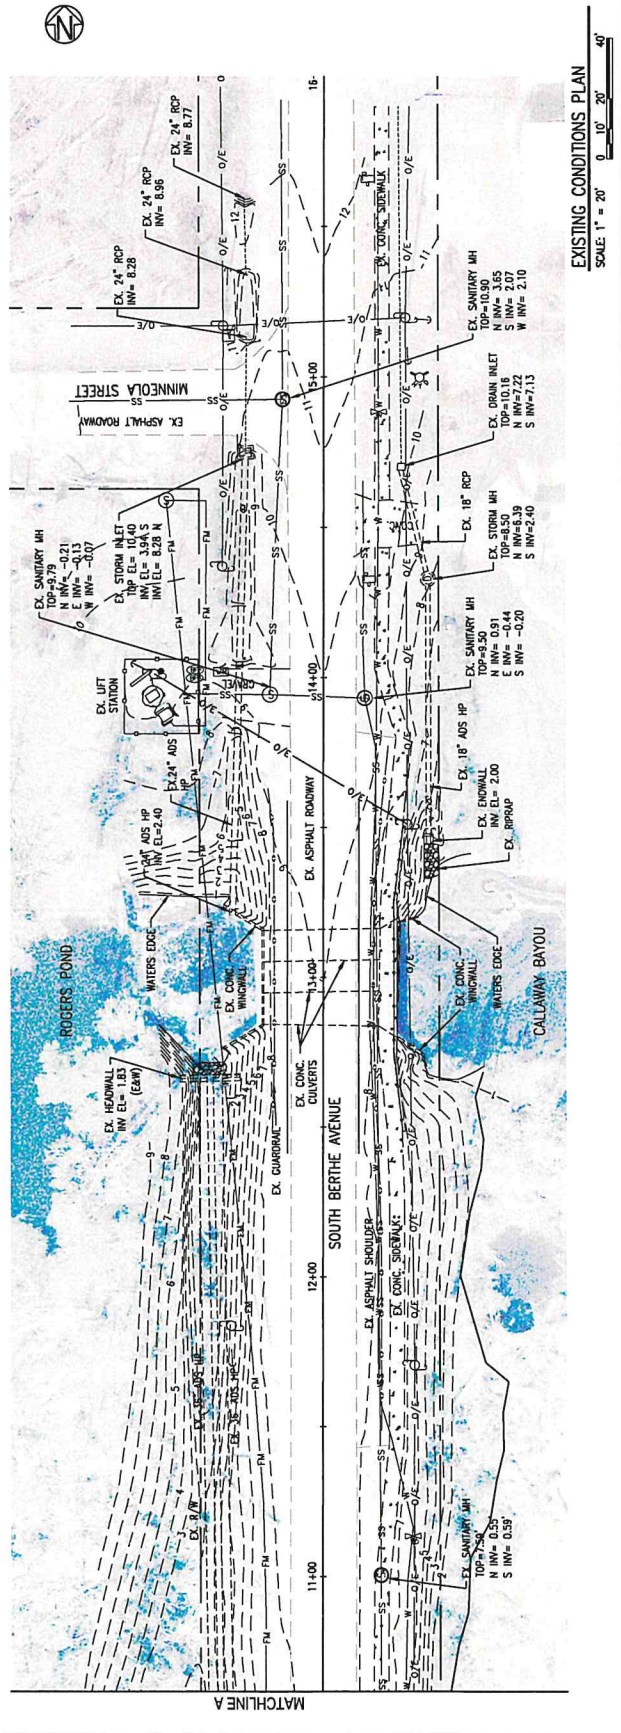 N
EXISTING CONDITIONS PLAN
SCALE: 1" = 20'
0 10' 20' 40'
16-
EX. 24" RCP
INV= 8.77
EX. 24" RCP
INV= 8.96
EX. 24" RCP
INV= 8.28
MINNEOLA STREET
EX. ASPHALT ROADWAY
EX. SANITARY MH
TOP=9.79
N INV= -0.21
E INV= -0.13
W INV= -0.07
EX. STORM INLET
TOP EL= 10.40
INV. EL= 3.94 S
INV. EL= 8.28 N
EX. LIFT
STATION
GRAVEL
EX. 24" ADS
HP
24" ADS HP
INV EL=2.40
WATERS EDGE
ROGERS POND
EX. CONC.
WINGWALL
EX. HEADWALL
INV EL= 1.83
(E&W)
EX. GUARDRAIL
EX. CONC.
CULVERTS
EX. 36" ADS HP
EX. 36" ADS HP
EX. R/W
MATCHLINE A
11+00
12+00
13+00
14+00
15+00
SOUTH BERTHE AVENUE
EX. ASPHALT ROADWAY
EX. ASPHALT SHOULDER
EX. CONC. SIDEWALK
EX. CONC. SIDEWALK
EX. SANITARY MH
TOP=10.90
N INV= 3.65
S INV= 2.07
W INV= 2.10
EX. DRAIN INLET
TOP=10.16
N INV=7.22
S INV=7.13
EX. 18" RCP
EX. STORM MH
TOP=8.50
N INV=6.39
S INV=2.40
EX. SANITARY MH
TOP=9.50
N INV= 0.91
E INV= -0.44
S INV= -0.20
EX. 18" ADS HP
EX. ENDWALL
INV EL= 2.00
EX. RIPRAP
EX. CONC.
WINGWALL
WATERS EDGE
CALLAWAY BAYOU
EX. SANITARY MH
TOP=7.59'
N INV= 0.55'
S INV= 0.59'